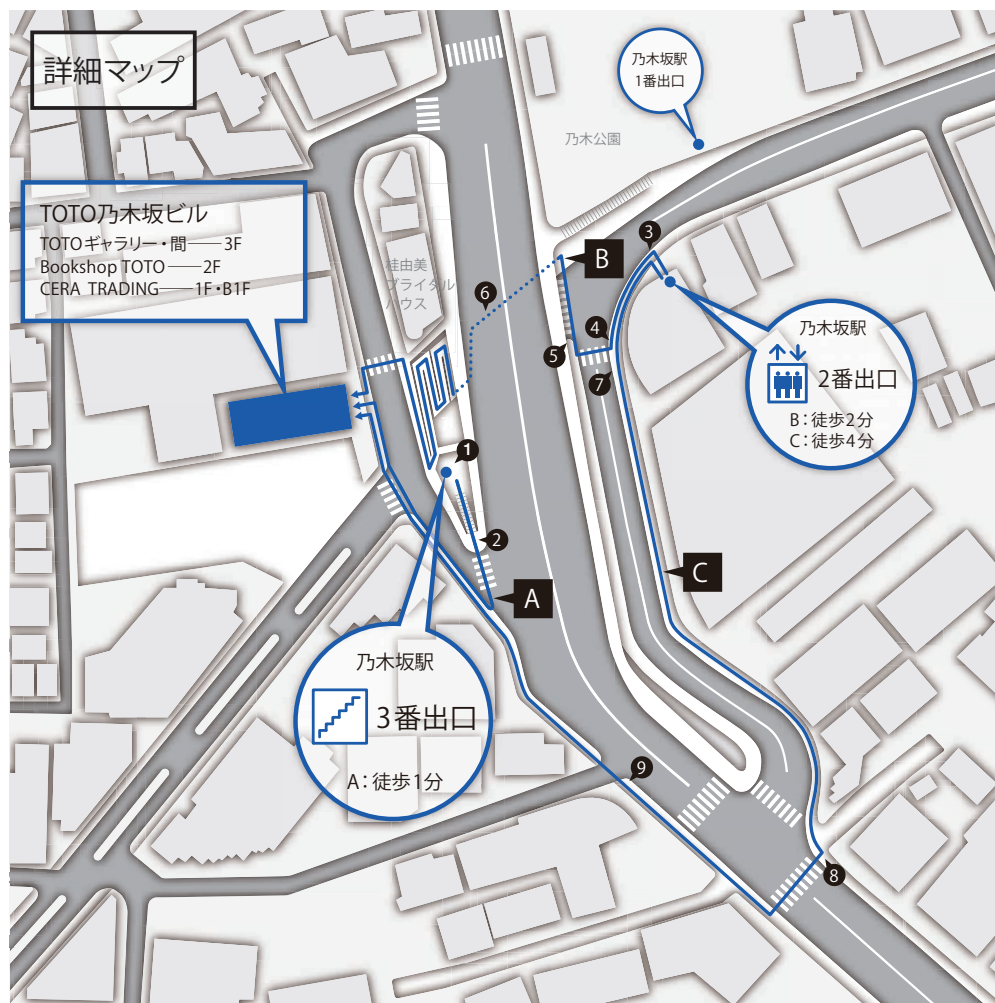 詳細マップ
乃木坂駅
1番出口
乃木公園
TOTO乃木坂ビル
TOTOギャラリー・間――3F
Bookshop TOTO――2F
CERA TRADING――1F・B1F
桂由美
ブライダル
ハウス
3
B
6
4
5
7
乃木坂駅
2番出口
B：徒歩2分
C：徒歩4分
1
2
C
A
乃木坂駅
3番出口
A：徒歩1分
9
8